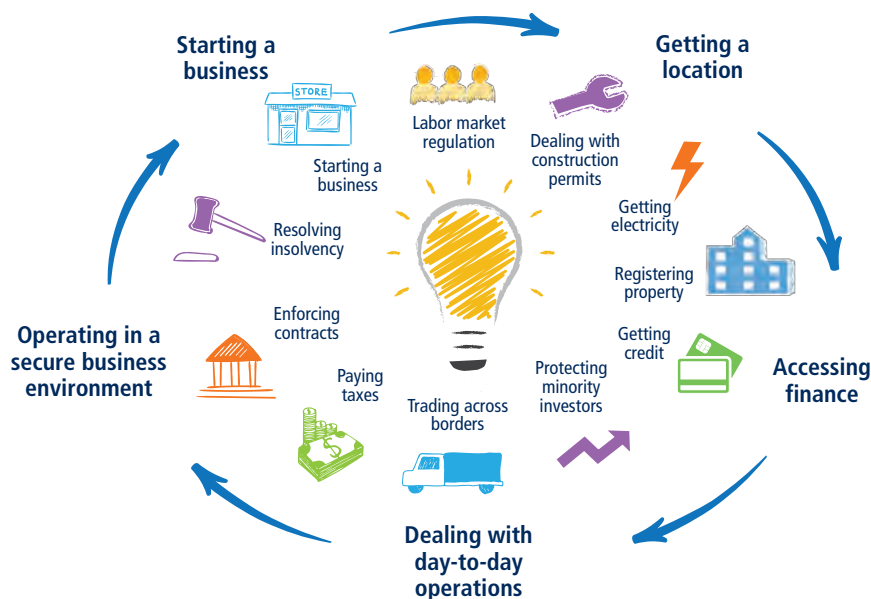 Starting a
business
Getting a
location
STORE
Labor market
regulation
Dealing with
construction
permits
Starting a
business
Getting
electricity
Resolving
insolvency
Registering
property
Enforcing
contracts
Getting
credit
Operating in a
secure business
environment
Accessing
finance
Paying
taxes
Protecting
minority
investors
Trading across
borders
$
Dealing with
day-to-day
operations